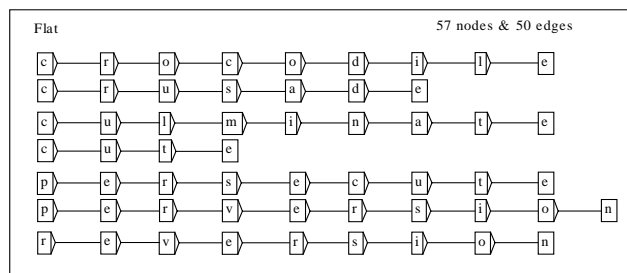 Flat 57 nodes & 50 edges
c r o c o d i l e
c r u s a d e
c u l m i n a t e
c u t e
p e r s e c u t e
p e r v e r s i o n
r e v e r s i o n